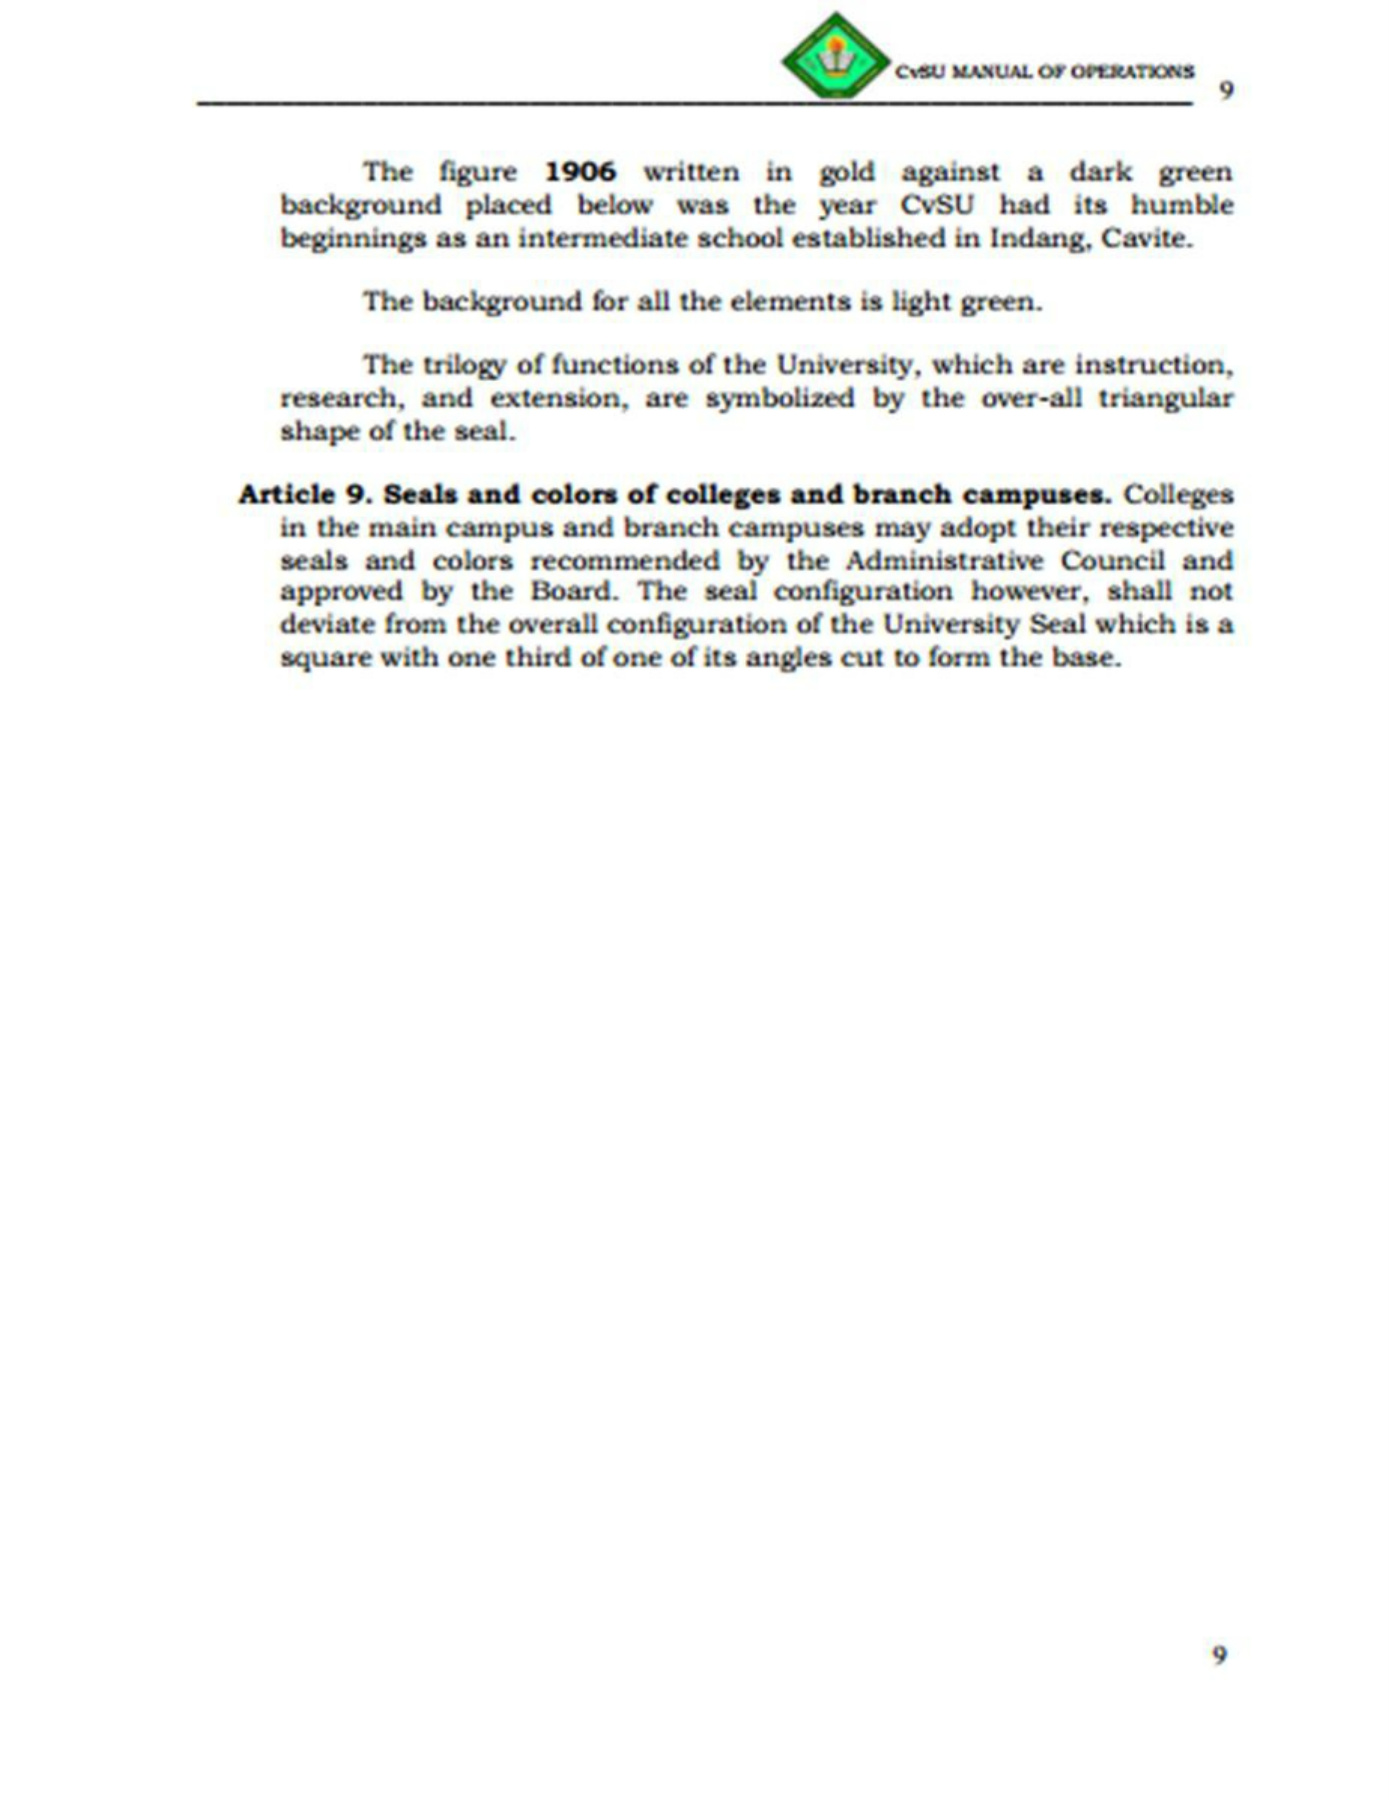 CvSU MANUAL OF OPERATIONS
9
The figure 1906 written in gold against a dark green
background placed below was the year CvSU had its humble
beginnings as an intermediate school established in Indang, Cavite.
The background for all the elements is light green.
The trilogy of functions of the University, which are instruction,
research, and extension, are symbolized by the over-all triangular
shape of the seal.
Article 9. Seals and colors of colleges and branch campuses. Colleges
in the main campus and branch campuses may adopt their respective
seals and colors recommended by the Administrative Council and
approved by the Board. The seal configuration however, shall not
deviate from the overall configuration of the University Seal which is a
square with one third of one of its angles cut to form the base.
9